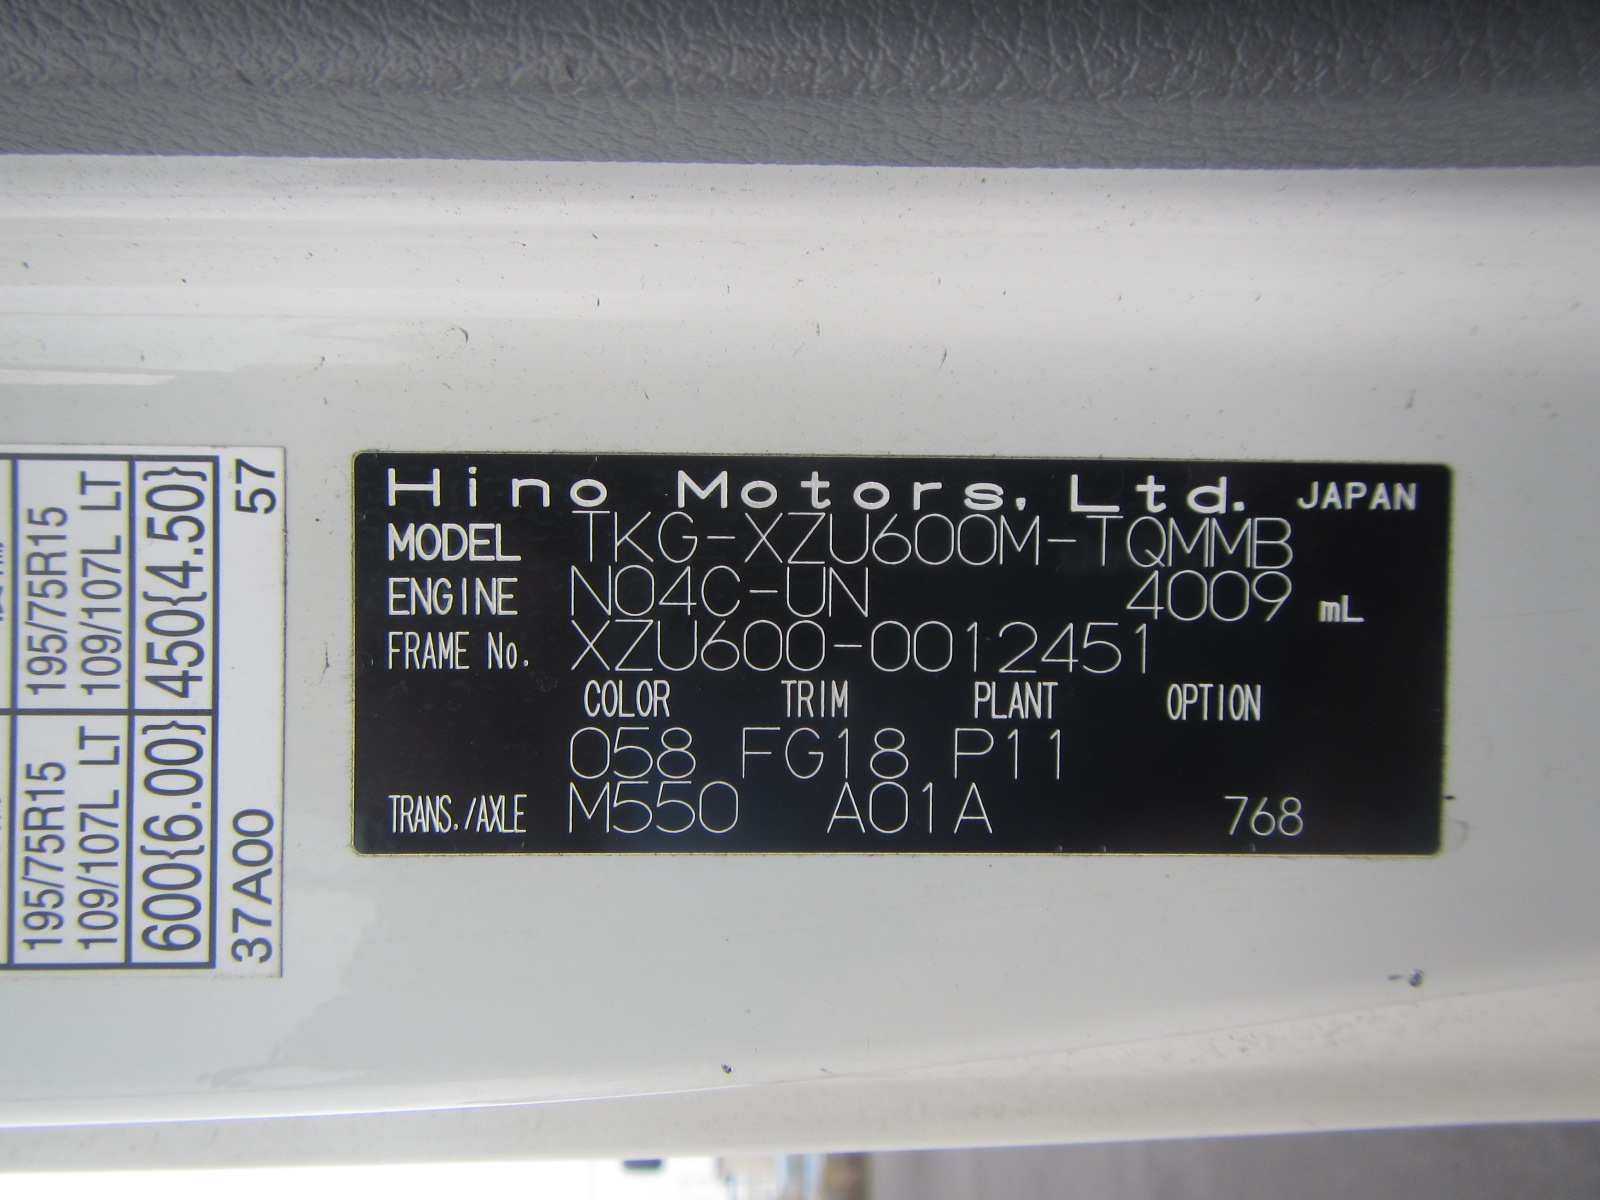 Hino Motors, Ltd. JAPAN
MODEL TKG-XZU600M-TQMMB
ENGINE N04C-UN 4009 mL
FRAME No. XZU600-0012451
COLOR TRIM PLANT OPTION
058 FG18 P11
TRANS./AXLE M550 A01A 768
195/75R15 195/75R15
109/107L LT 109/107L LT
600{6.00} 450{4.50}
37A00 57